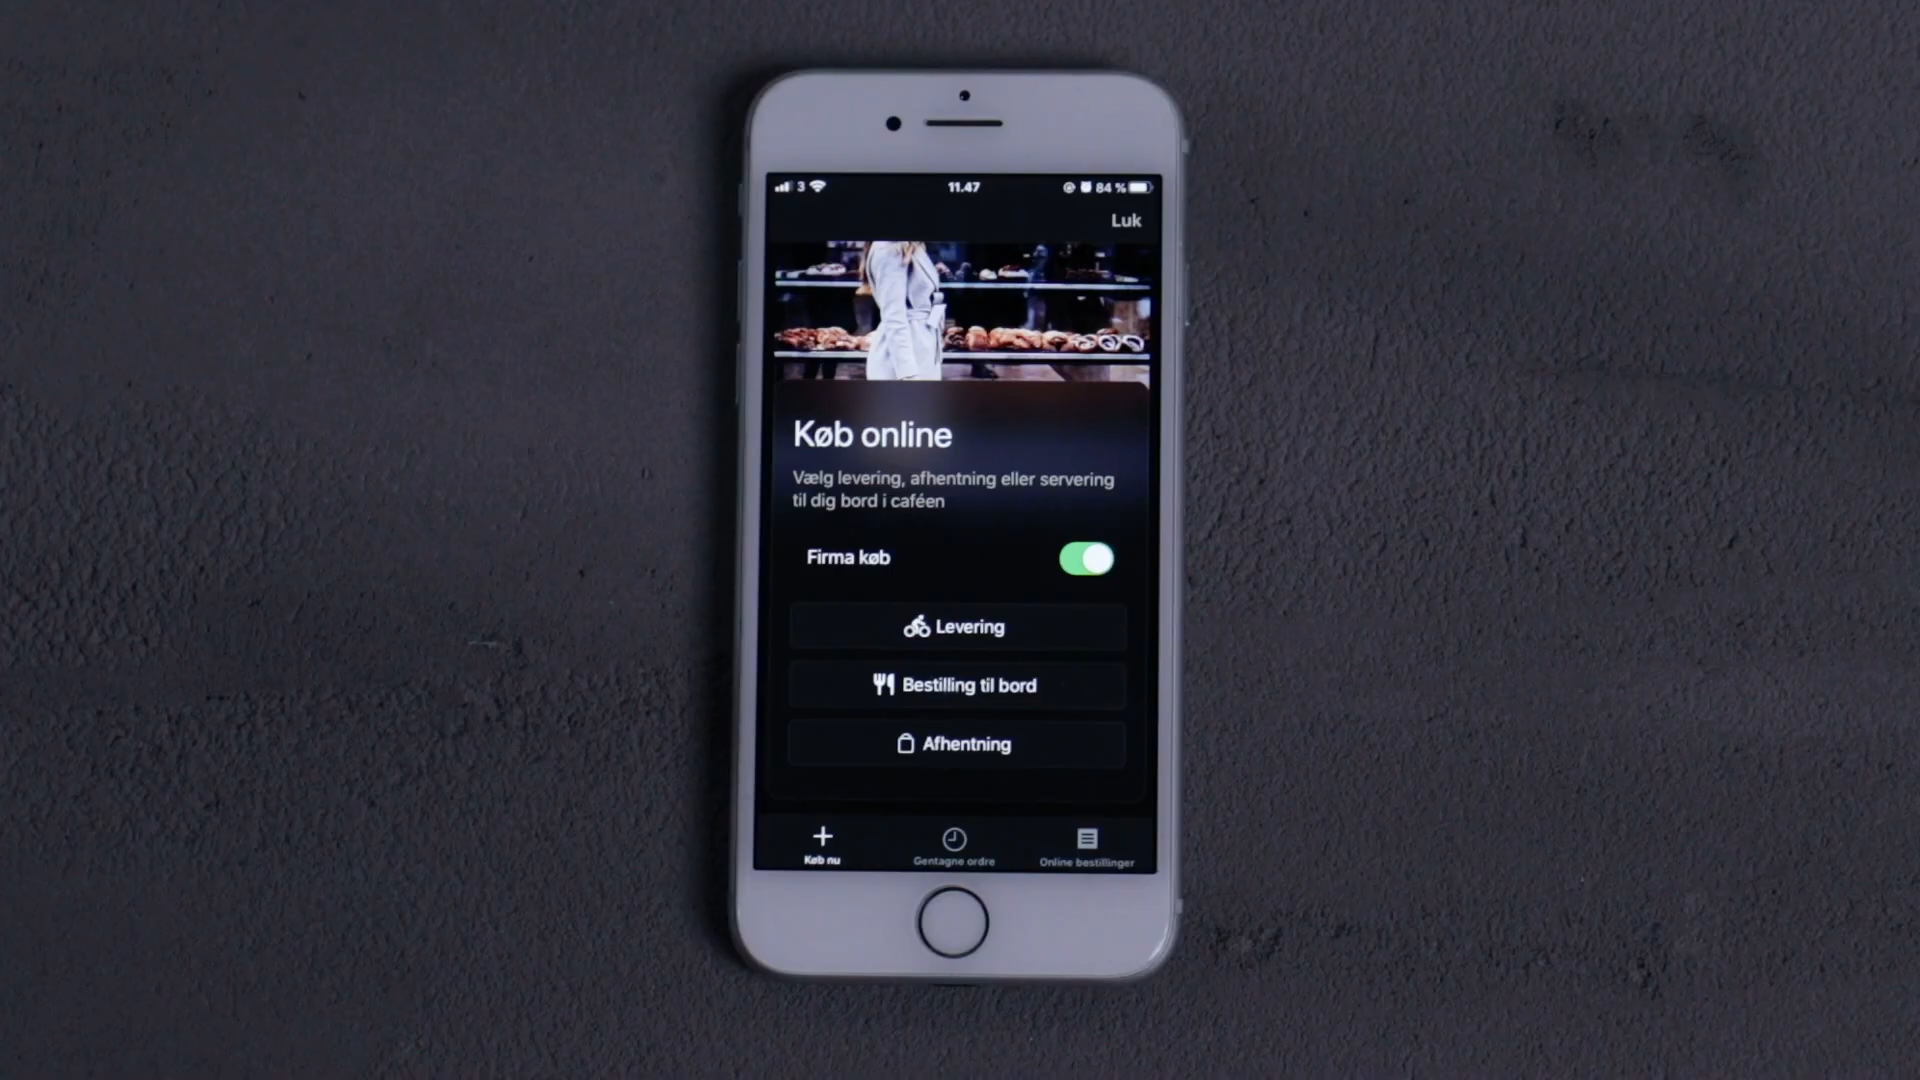 3 11.47 84 %
Luk
Køb online
Vælg levering, afhentning eller servering
til dig bord i caféen
Firma køb
Levering
Bestilling til bord
Afhentning
Køb nu Gentagne ordre Online bestillinger